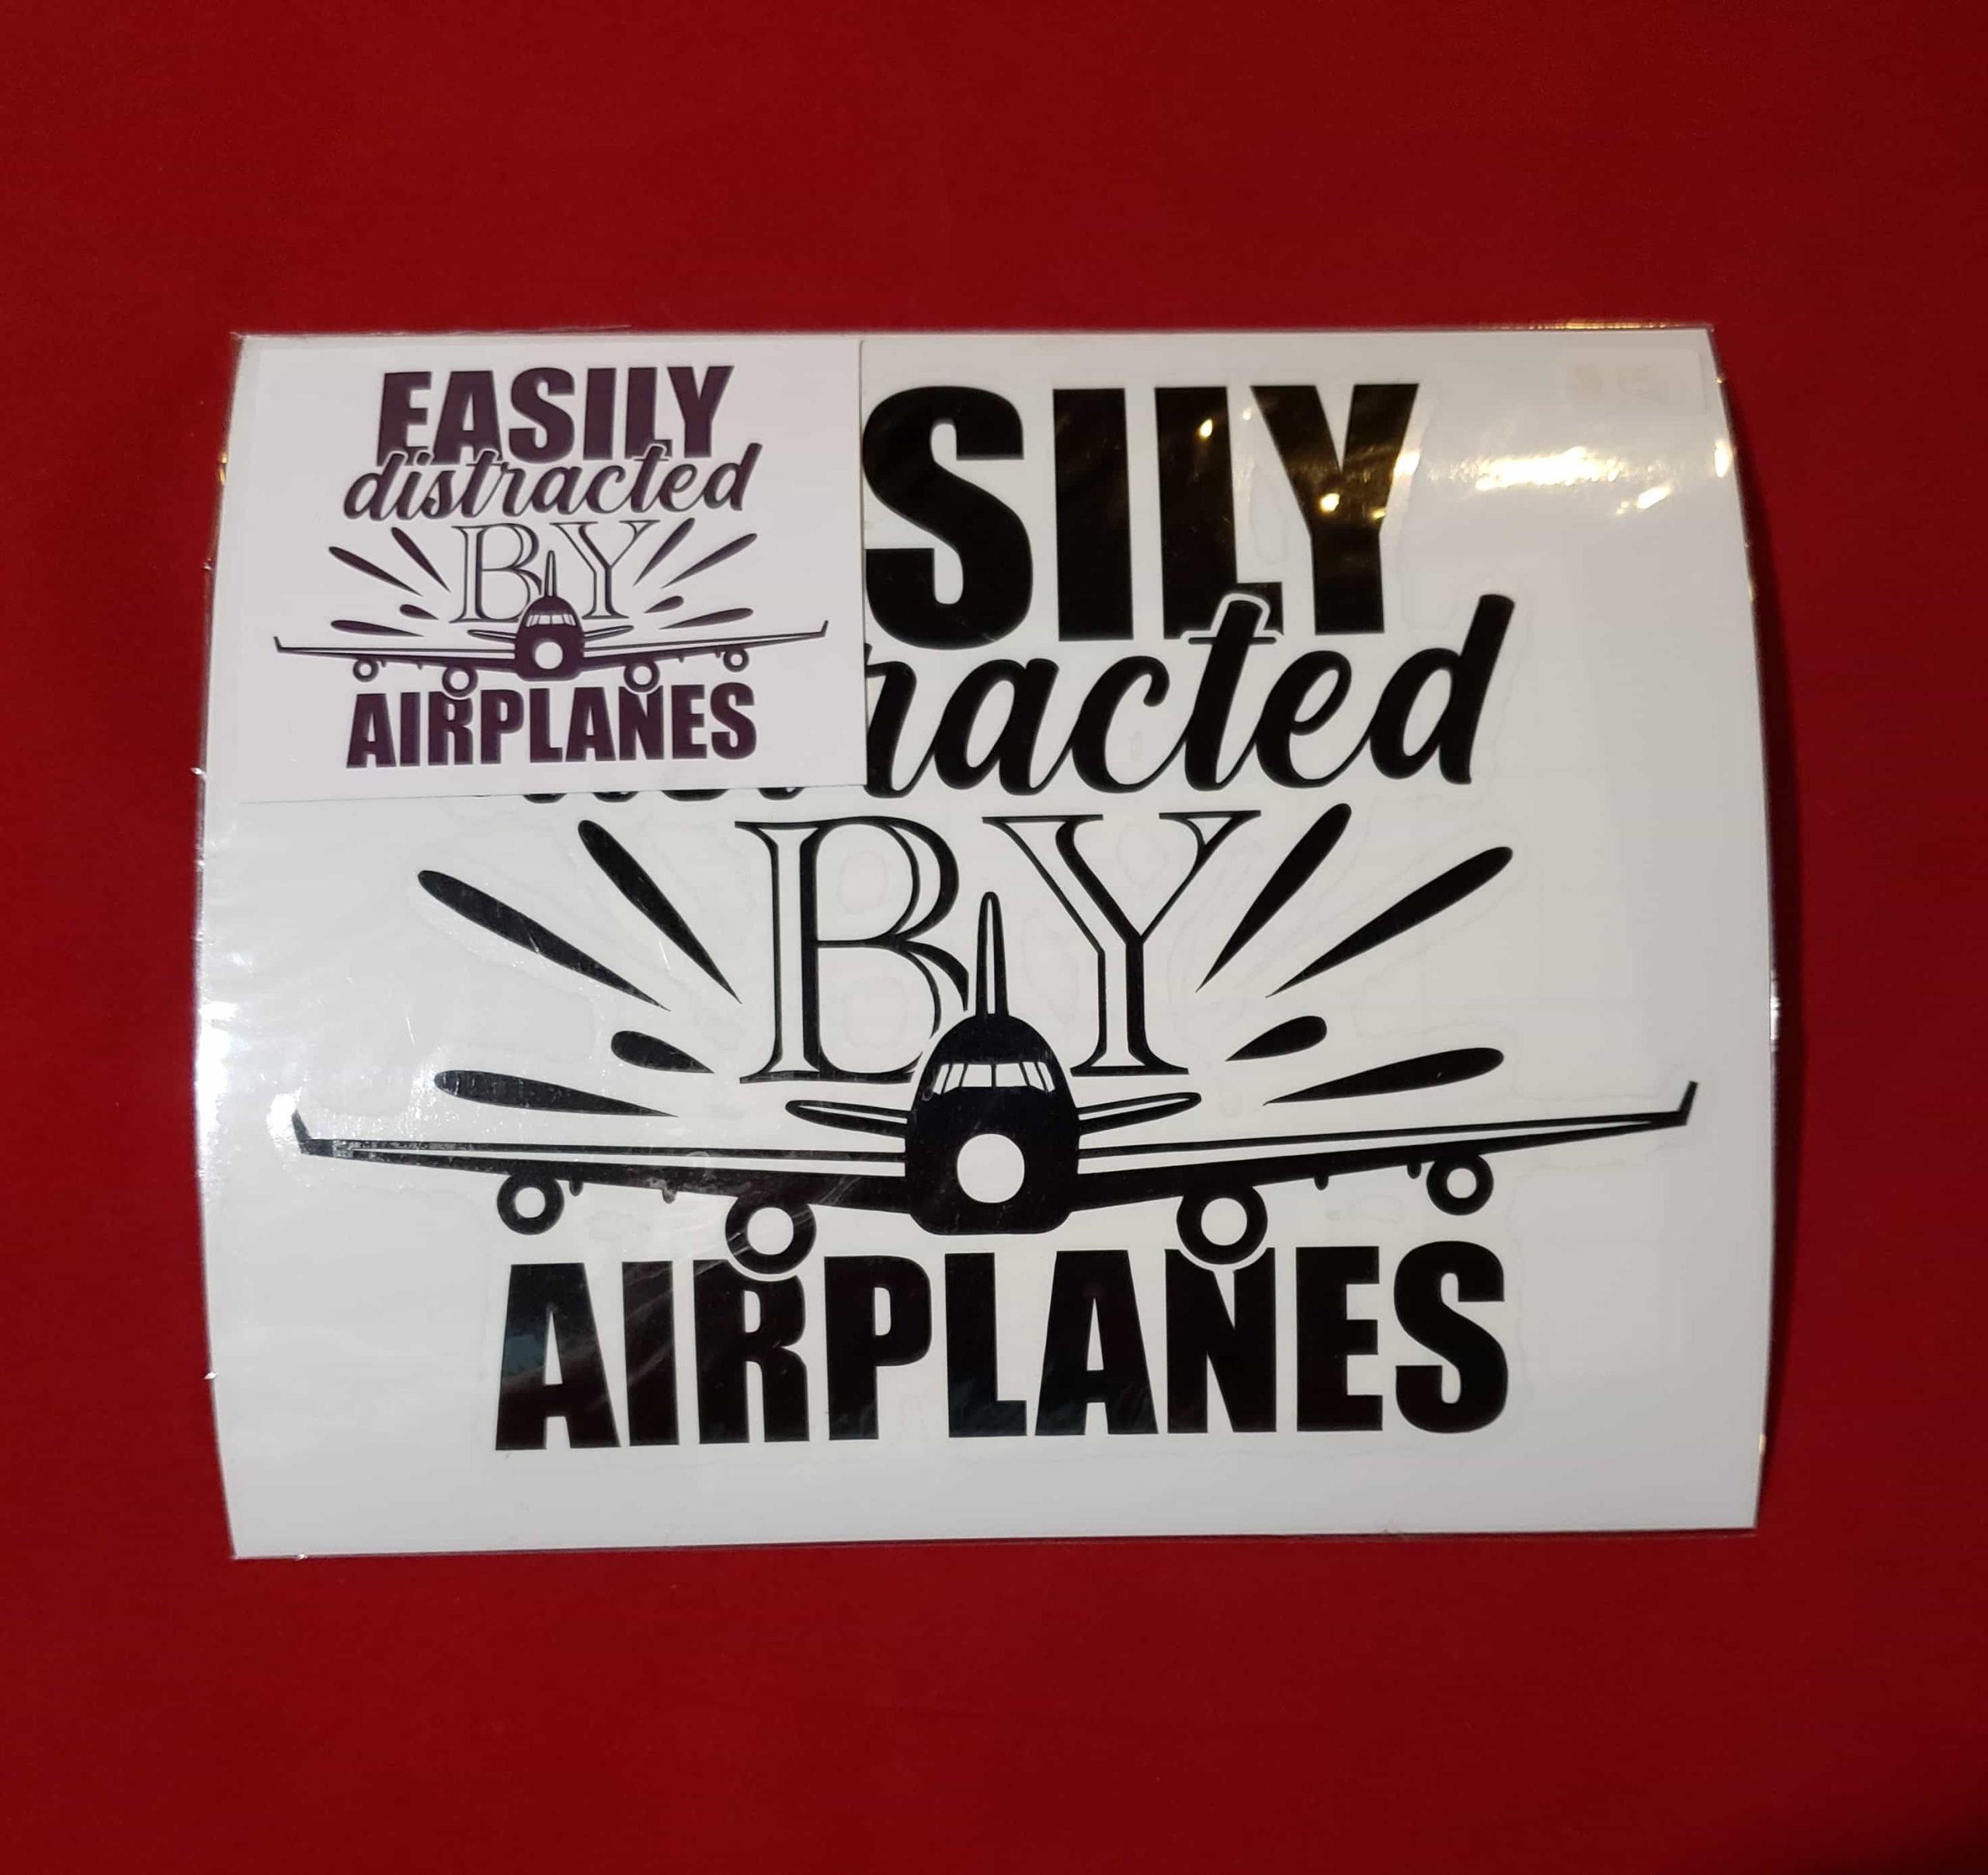 EASILY
distracted
BY
AIRPLANES
SILY
racted
BY
AIRPLANES